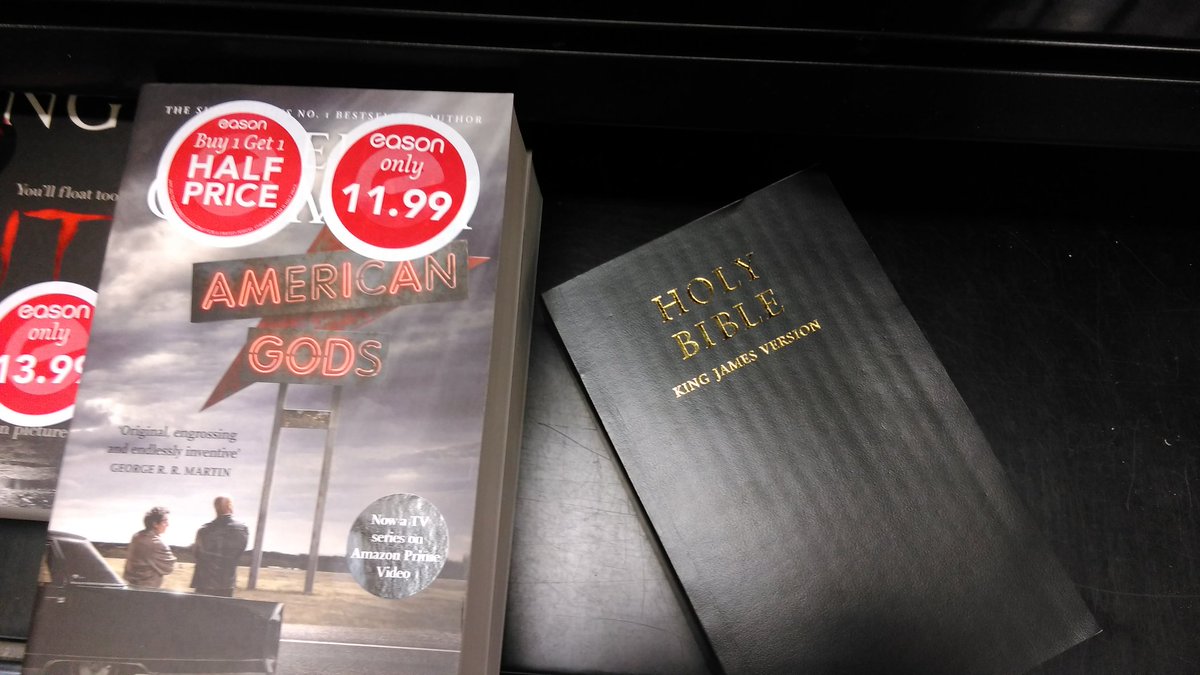 NG
You'll float too
IT
eason
only
13.99
n picture
THE NO. 1 BESTSELLING AUTHOR
eason
Buy 1 Get 1
HALF
PRICE
eason
only
11.99
AMERICAN
GODS
'Original, engrossing
and endlessly inventive'
GEORGE R. R. MARTIN
Now a TV
series on
Amazon Prime
Video
HOLY
BIBLE
KING JAMES VERSION